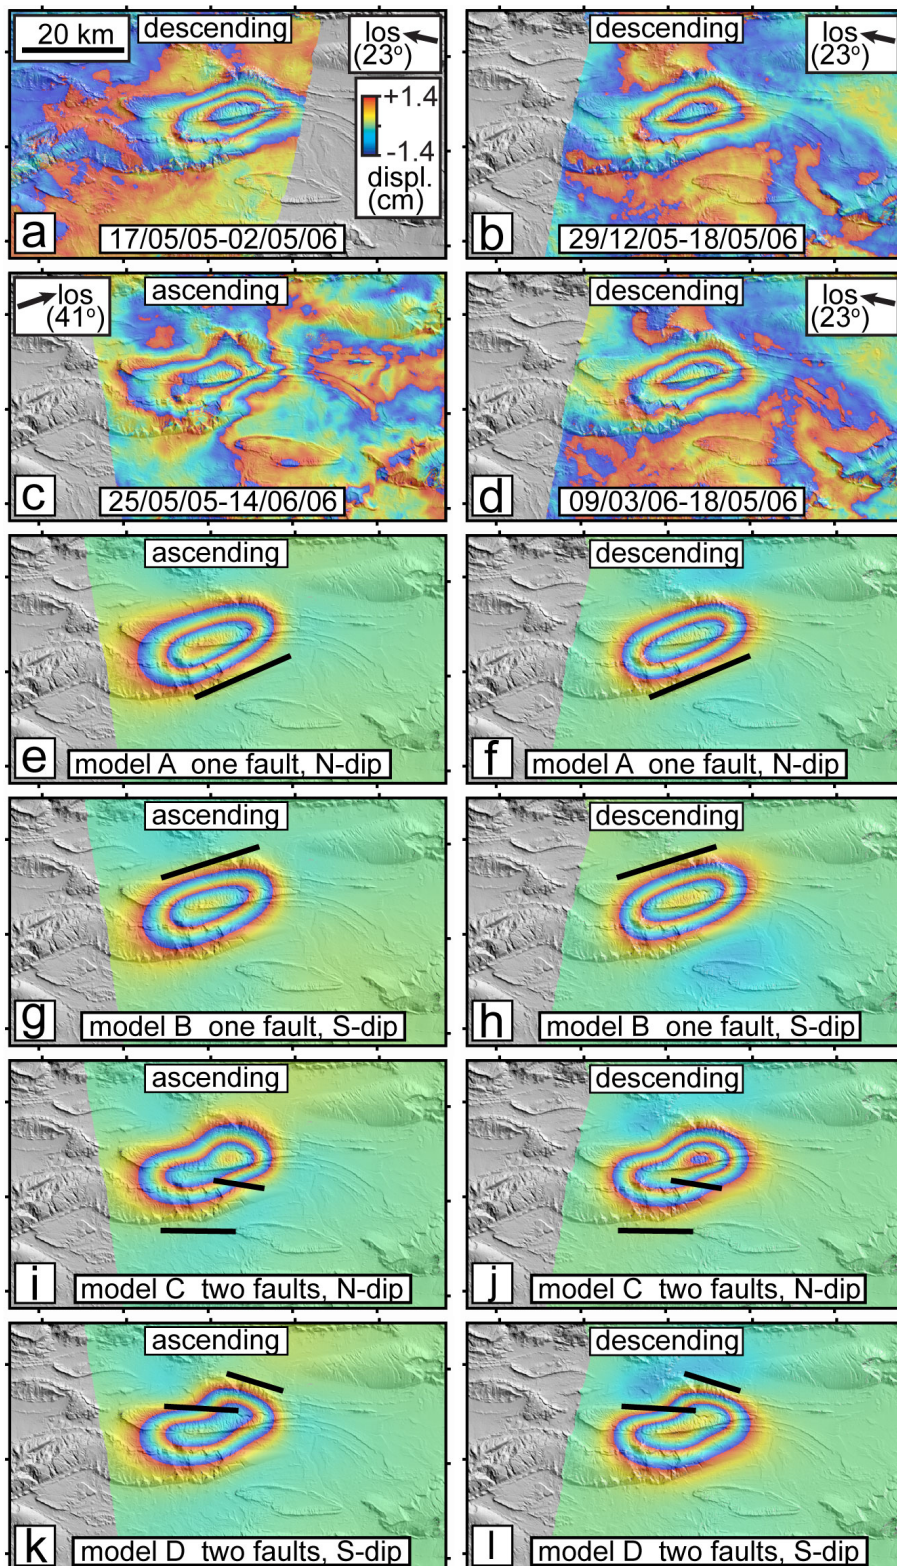 20 km
descending
los
(23°)
+1.4
-1.4
displ.
(cm)
a
17/05/05-02/05/06
descending
los
(23°)
b
29/12/05-18/05/06
los
(41°)
ascending
c
25/05/05-14/06/06
descending
los
(23°)
d
09/03/06-18/05/06
ascending
e
model A one fault, N-dip
descending
f
model A one fault, N-dip
ascending
g
model B one fault, S-dip
descending
h
model B one fault, S-dip
ascending
i
model C two faults, N-dip
descending
j
model C two faults, N-dip
ascending
k
model D two faults, S-dip
descending
l
model D two faults, S-dip